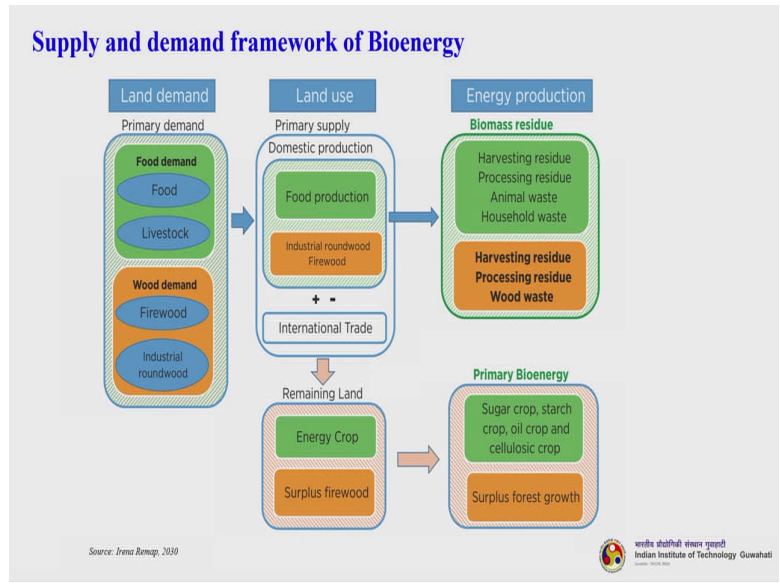 Supply and demand framework of Bioenergy
Land demand
Primary demand
Food demand
Food
Livestock
Wood demand
Firewood
Industrial
roundwood
Land use
Primary supply
Domestic production
Food production
Industrial roundwood
Firewood
+ -
International Trade
Remaining Land
Energy Crop
Surplus firewood
Energy production
Biomass residue
Harvesting residue
Processing residue
Animal waste
Household waste
Harvesting residue
Processing residue
Wood waste
Primary Bioenergy
Sugar crop, starch
crop, oil crop and
cellusosic crop
Surplus forest growth
Source: Irena Remap, 2030
भारतीय प्रौद्योगिकी संस्थान गुवाहाटी
Indian Institute of Technology Guwahati